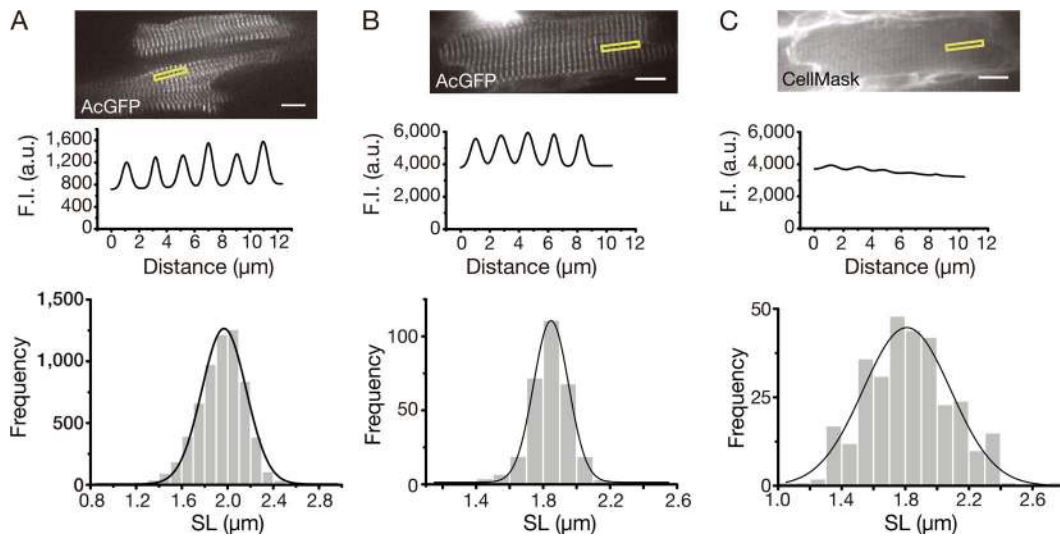 A
AcGFP
F.I. (a.u.)
1,600
1,200
800
400
0
0 2 4 6 8 10 12
Distance (μm)
Frequency
1,500
1,000
500
0
0.8 1.6 2.0 2.8
SL (μm)
B
AcGFP
F.I. (a.u.)
6,000
4,000
2,000
0
0 2 4 6 8 10 12
Distance (μm)
Frequency
100
50
0
1.4 1.8 2.2 2.6
SL (μm)
C
CellMask
F.I. (a.u.)
6,000
4,000
2,000
0
0 2 4 6 8 10 12
Distance (μm)
Frequency
50
25
0
1.0 1.4 1.8 2.2 2.6
SL (μm)